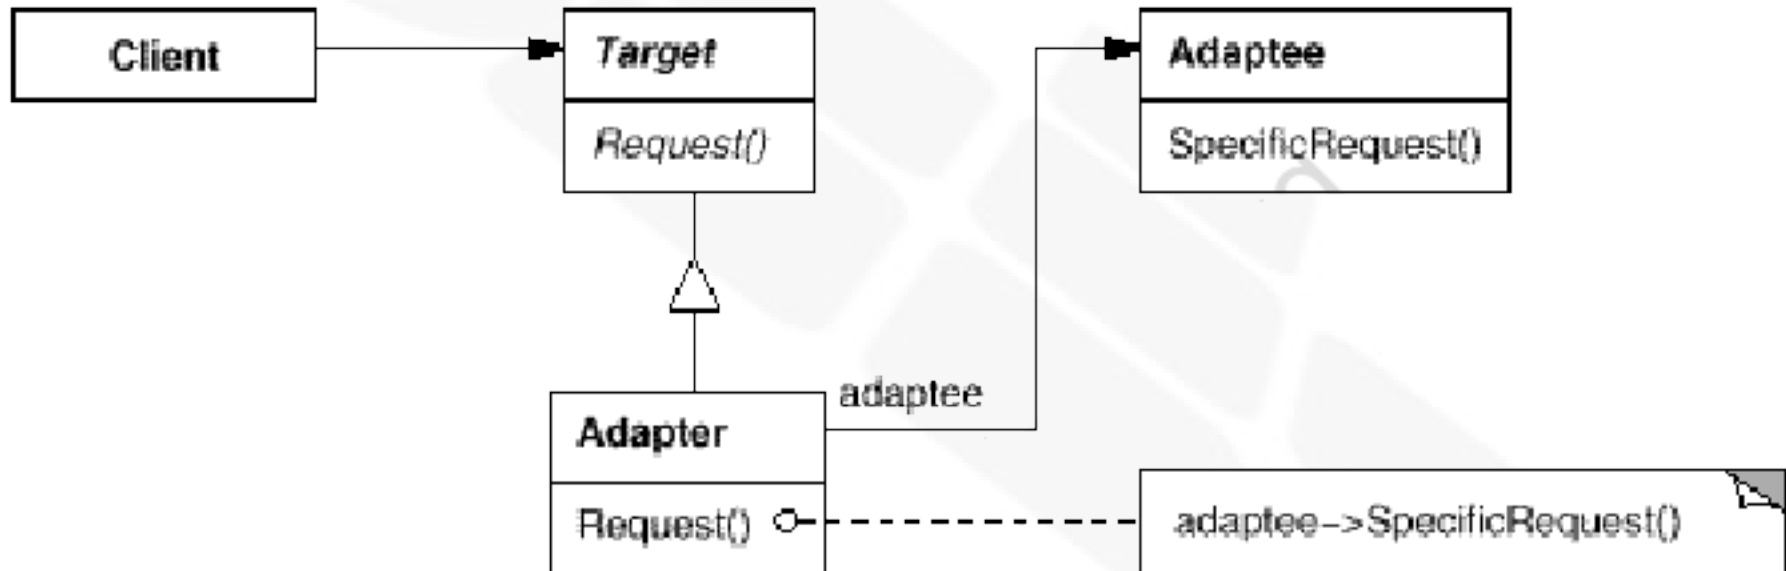 Client
Target
Request()
Adaptee
SpecificRequest()
adaptee
Adapter
Request()
adaptee->SpecificRequest()